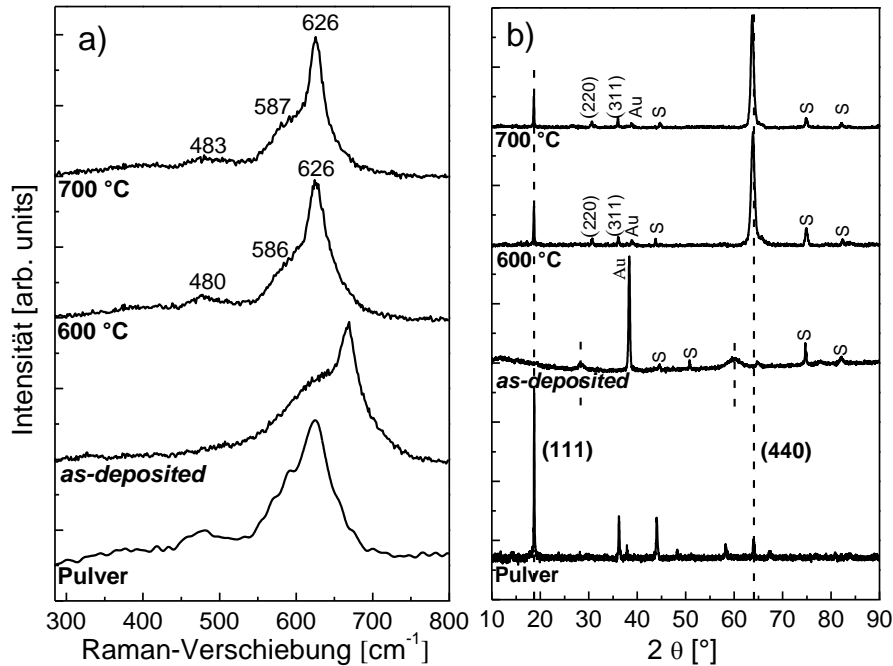 a)
626
587
483
700 °C
626
586
480
600 °C
as-deposited
Pulver
Intensität [arb. units]
300 400 500 600 700 800
Raman-Verschiebung [cm⁻¹]
b)
(220) (311) Au S S S
700 °C
(220) (311) Au S S S
600 °C
Au S S S S
as-deposited
(111) (440)
Pulver
10 20 30 40 50 60 70 80 90
2 θ [°]